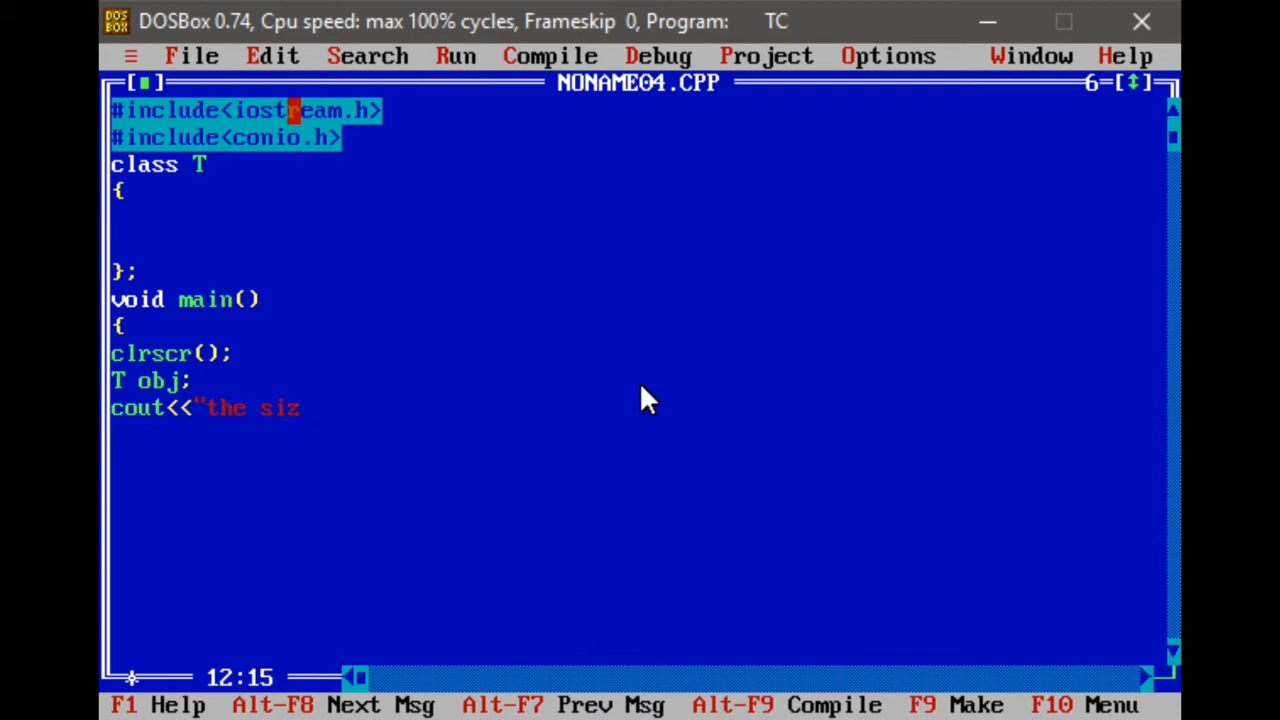 DOS BOX DOSBox 0.74, Cpu speed: max 100% cycles, Frameskip 0, Program: TC
≡ File Edit Search Run Compile Debug Project Options Window Help
[■] NONAME04.CPP 6=[↕]
#include<iostream.h>
#include<conio.h>
class T
{
};
void main()
{
clrscr();
T obj;
cout<<"the siz
12:15
F1 Help Alt-F8 Next Msg Alt-F7 Prev Msg Alt-F9 Compile F9 Make F10 Menu